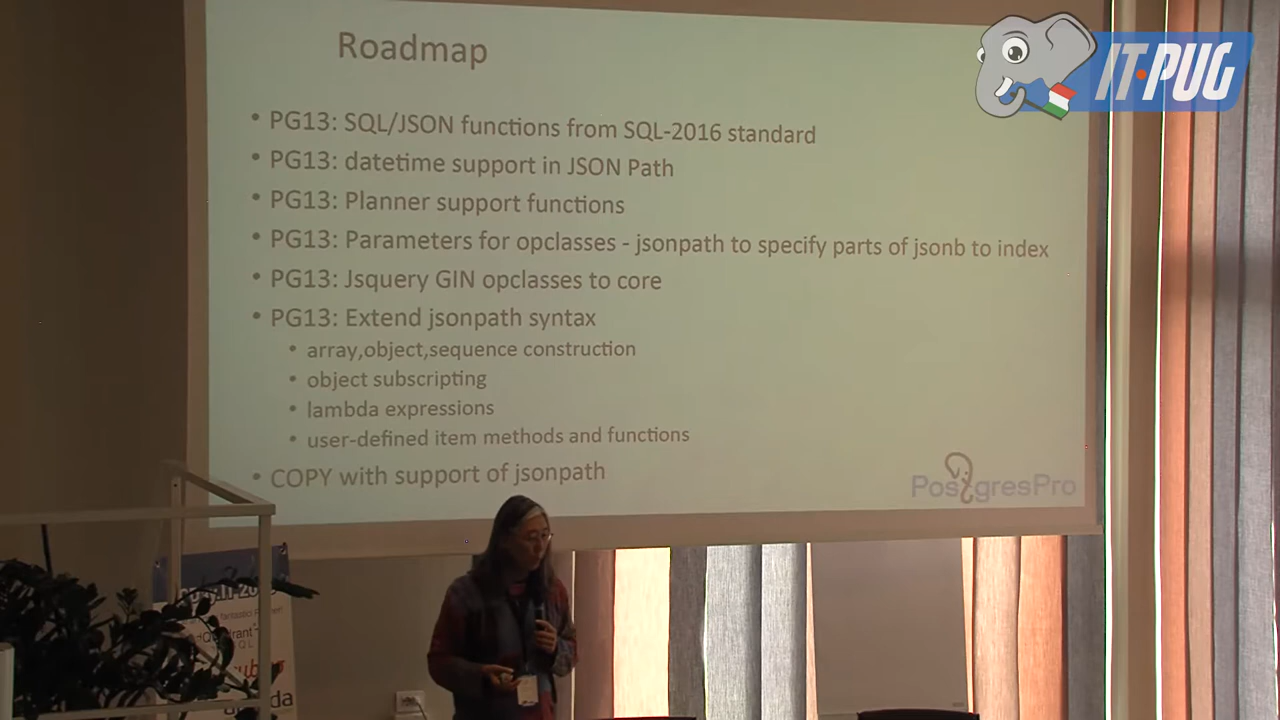 Roadmap
IT·PUG
• PG13: SQL/JSON functions from SQL-2016 standard
• PG13: datetime support in JSON Path
• PG13: Planner support functions
• PG13: Parameters for opclasses - jsonpath to specify parts of jsonb to index
• PG13: Jsquery GIN opclasses to core
• PG13: Extend jsonpath syntax
• array,object,sequence construction
• object subscripting
• lambda expressions
• user-defined item methods and functions
• COPY with support of jsonpath
PostgresPro